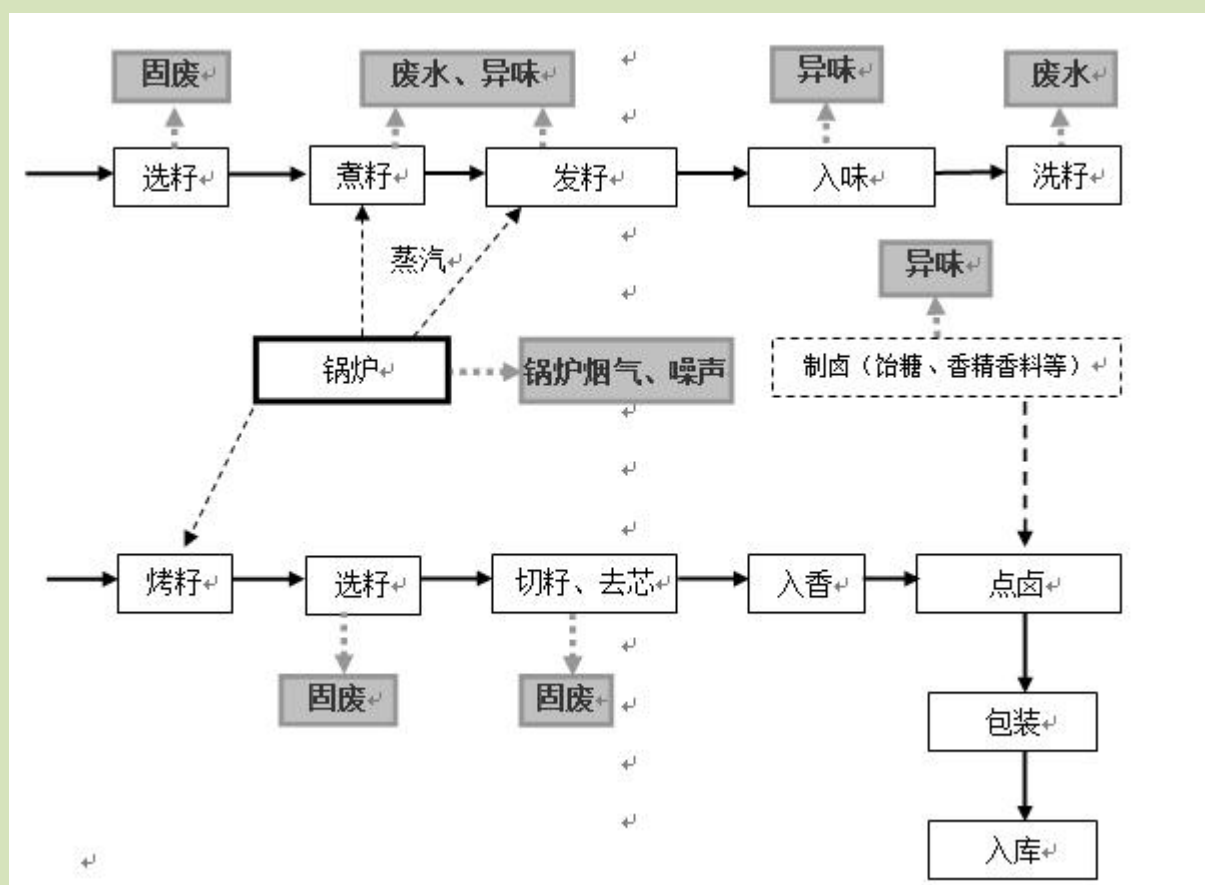 固废
废水、异味
异味
废水
选籽
煮籽
发籽
入味
洗籽
蒸汽
异味
锅炉
锅炉烟气、噪声
制卤（饴糖、香精香料等）
烤籽
选籽
切籽、去芯
入香
点卤
固废
固废
包装
入库